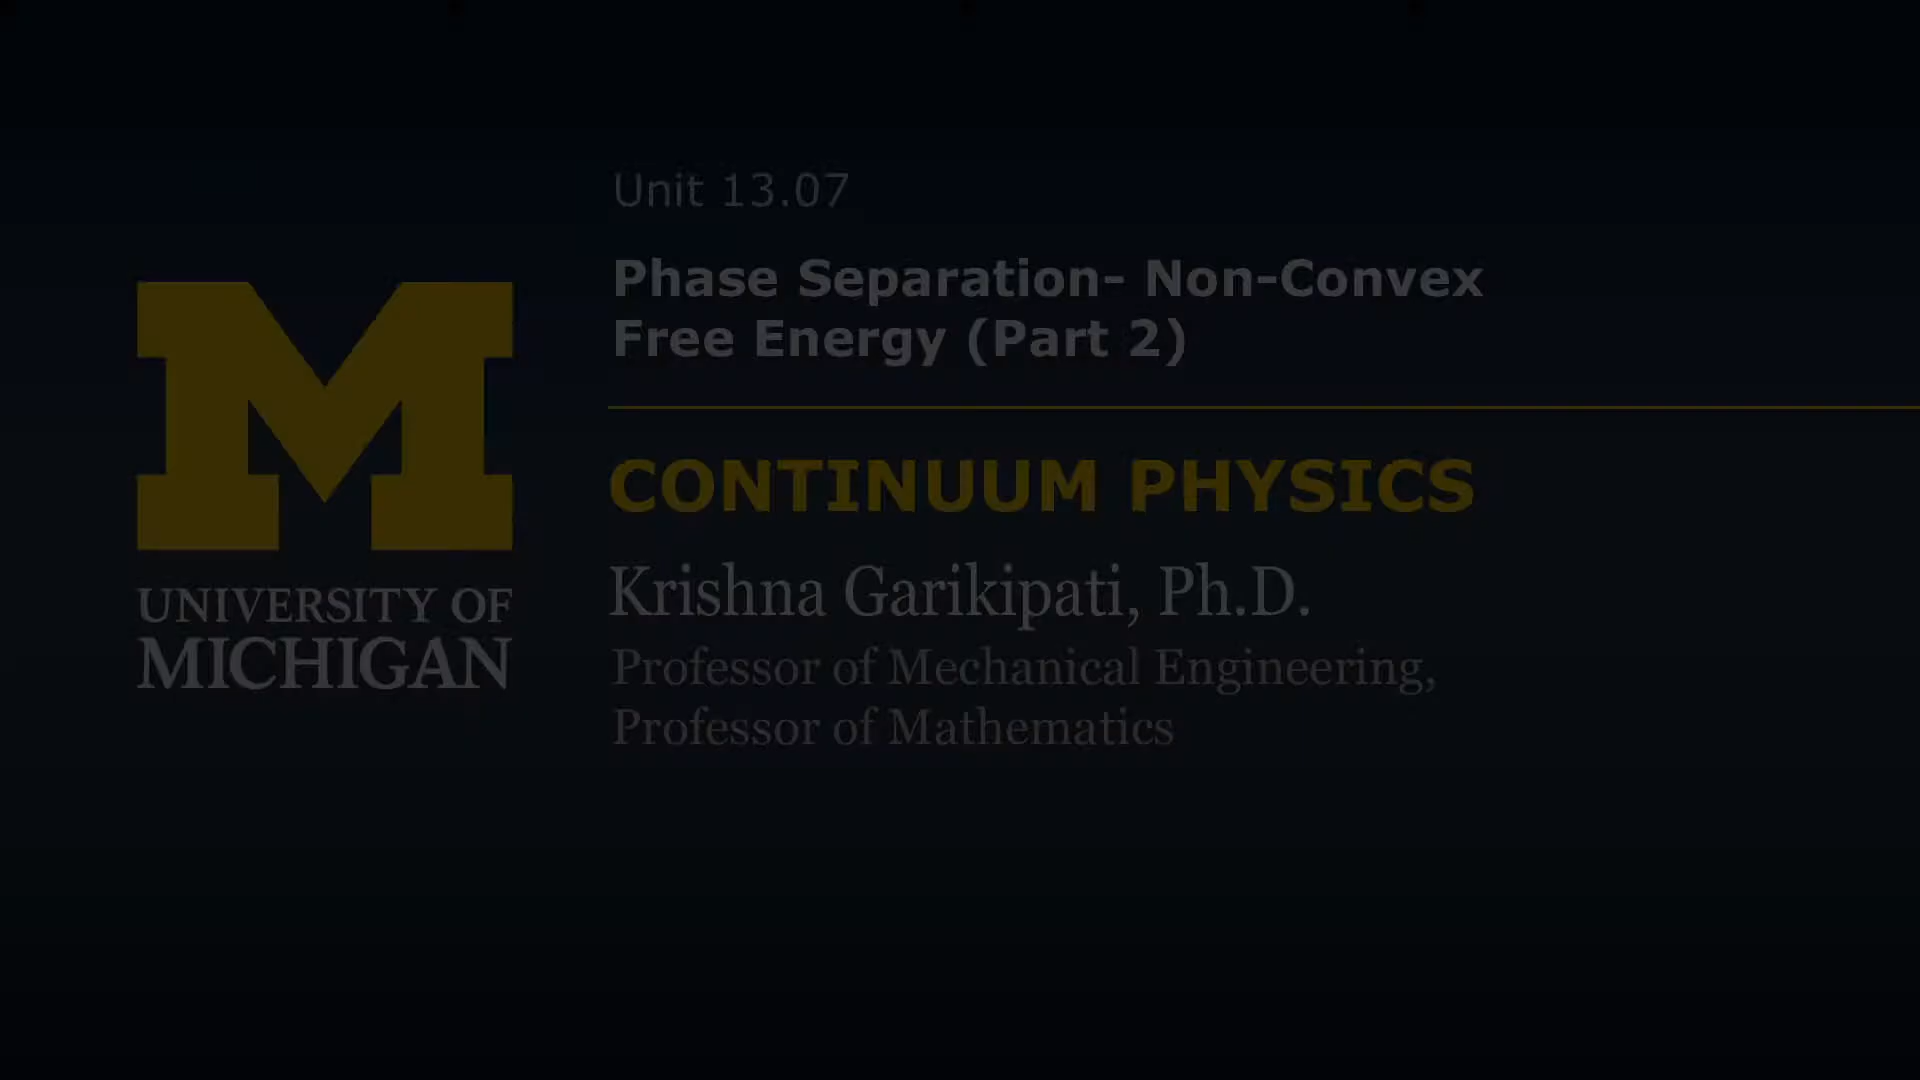 Unit 13.07
Phase Separation- Non-Convex
Free Energy (Part 2)
CONTINUUM PHYSICS
Krishna Garikipati, Ph.D.
Professor of Mechanical Engineering,
Professor of Mathematics
M
UNIVERSITY OF
MICHIGAN